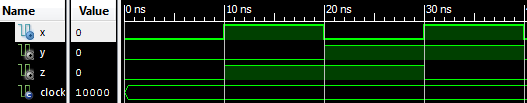 Name Value 0 ns 10 ns 20 ns 30 ns
x 0
y 0
z 0
clock 10000